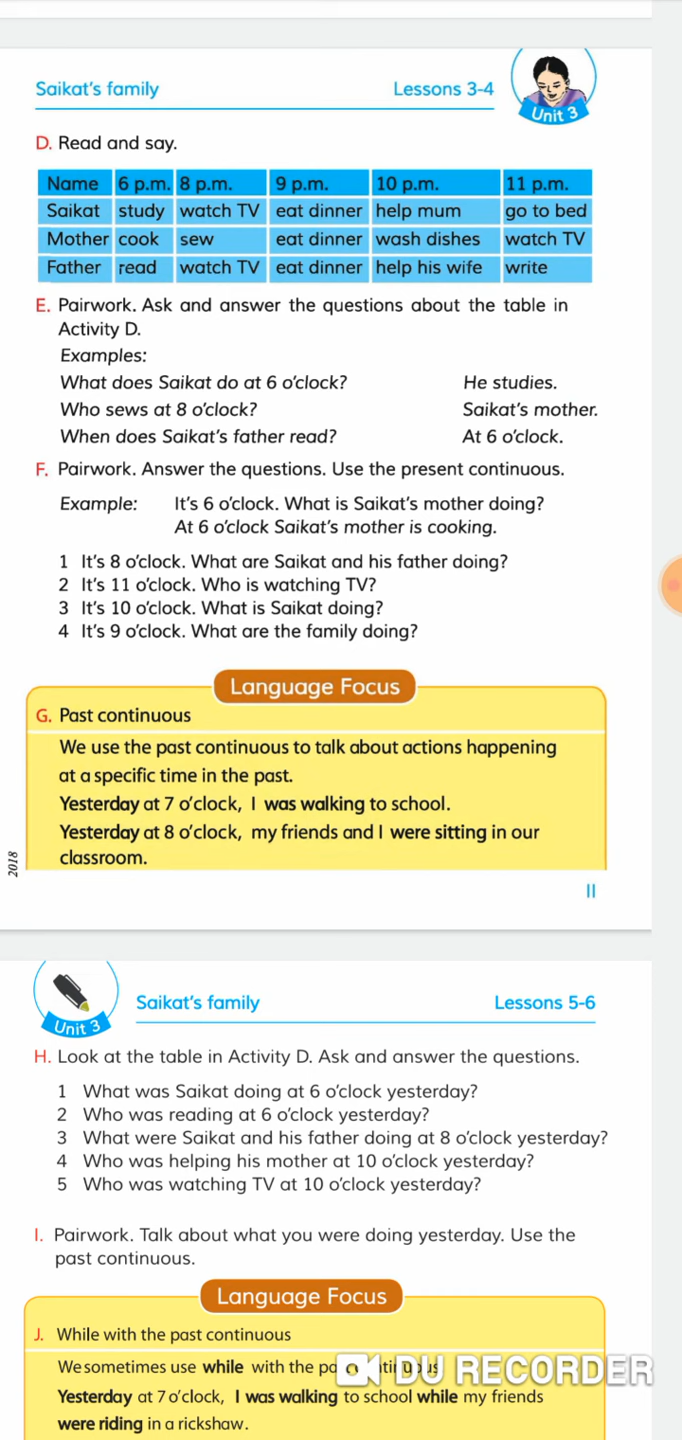 Saikat's family Lessons 3-4
Unit 3
D. Read and say.
Name 6 p.m. 8 p.m. 9 p.m. 10 p.m. 11 p.m.
Saikat study watch TV eat dinner help mum go to bed
Mother cook sew eat dinner wash dishes watch TV
Father read watch TV eat dinner help his wife write
E. Pairwork. Ask and answer the questions about the table in
Activity D.
Examples:
What does Saikat do at 6 o'clock? He studies.
Who sews at 8 o'clock? Saikat's mother.
When does Saikat's father read? At 6 o'clock.
F. Pairwork. Answer the questions. Use the present continuous.
Example: It's 6 o'clock. What is Saikat's mother doing?
At 6 o'clock Saikat's mother is cooking.
1 It's 8 o'clock. What are Saikat and his father doing?
2 It's 11 o'clock. Who is watching TV?
3 It's 10 o'clock. What is Saikat doing?
4 It's 9 o'clock. What are the family doing?
Language Focus
G. Past continuous
We use the past continuous to talk about actions happening
at a specific time in the past.
Yesterday at 7 o'clock, I was walking to school.
Yesterday at 8 o'clock, my friends and I were sitting in our
classroom.
2018
11
Unit 3
Saikat's family Lessons 5-6
H. Look at the table in Activity D. Ask and answer the questions.
1 What was Saikat doing at 6 o'clock yesterday?
2 Who was reading at 6 o'clock yesterday?
3 What were Saikat and his father doing at 8 o'clock yesterday?
4 Who was helping his mother at 10 o'clock yesterday?
5 Who was watching TV at 10 o'clock yesterday?
I. Pairwork. Talk about what you were doing yesterday. Use the
past continuous.
Language Focus
J. While with the past continuous
We sometimes use while with the
DU RECORDER
Yesterday at 7 o'clock, I was walking to school while my friends
were riding in a rickshaw.